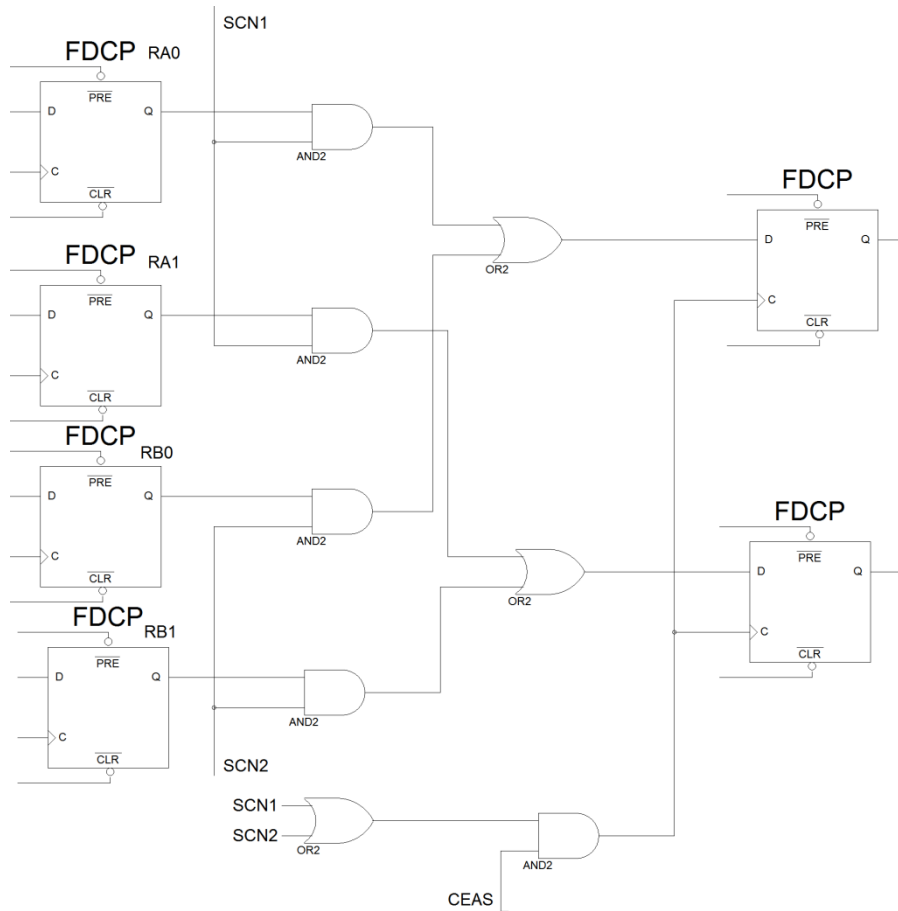 SCN1
FDCP RA0
PRE
D Q
C
CLR
AND2
FDCP
PRE
D Q
C
CLR
OR2
FDCP RA1
PRE
D Q
C
CLR
AND2
FDCP RB0
PRE
D Q
C
CLR
AND2
FDCP
PRE
D Q
C
CLR
OR2
FDCP RB1
PRE
D Q
C
CLR
AND2
SCN2
SCN1
SCN2
OR2
AND2
CEAS